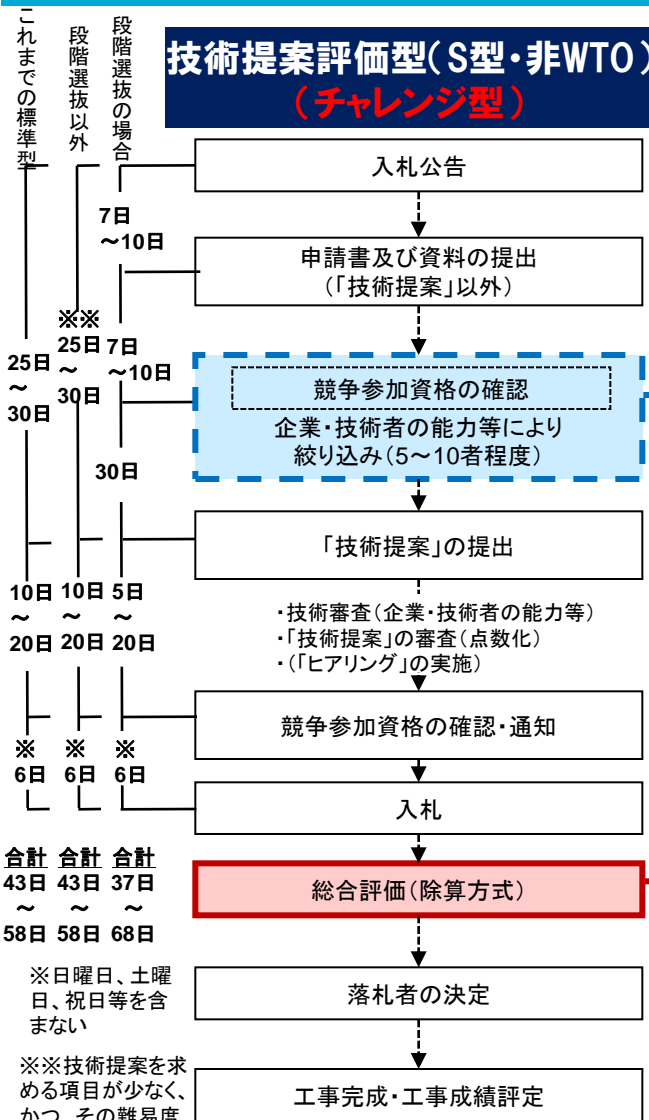 これまでの標準型
段階選抜以外
段階選抜の場合
技術提案評価型(S型・非WTO)
(チャレンジ型)
入札公告
7日
～10日
申請書及び資料の提出
(「技術提案」以外)
※※
25日
～
30日
25日
～
30日
7日
～10日
競争参加資格の確認
企業・技術者の能力等により
絞り込み(5～10者程度)
30日
「技術提案」の提出
10日
～
20日
10日
～
20日
5日
～
20日
・技術審査(企業・技術者の能力等)
・「技術提案」の審査(点数化)
・(「ヒアリング」の実施)
競争参加資格の確認・通知
※
6日
※
6日
※
6日
入札
合計
43日
～
58日
合計
43日
～
58日
合計
37日
～
68日
総合評価(除算方式)
※日曜日、土曜
日、祝日等を含
まない
落札者の決定
※※技術提案を求
める項目が少なく、
かつ、その難易度
工事完成・工事成績評定